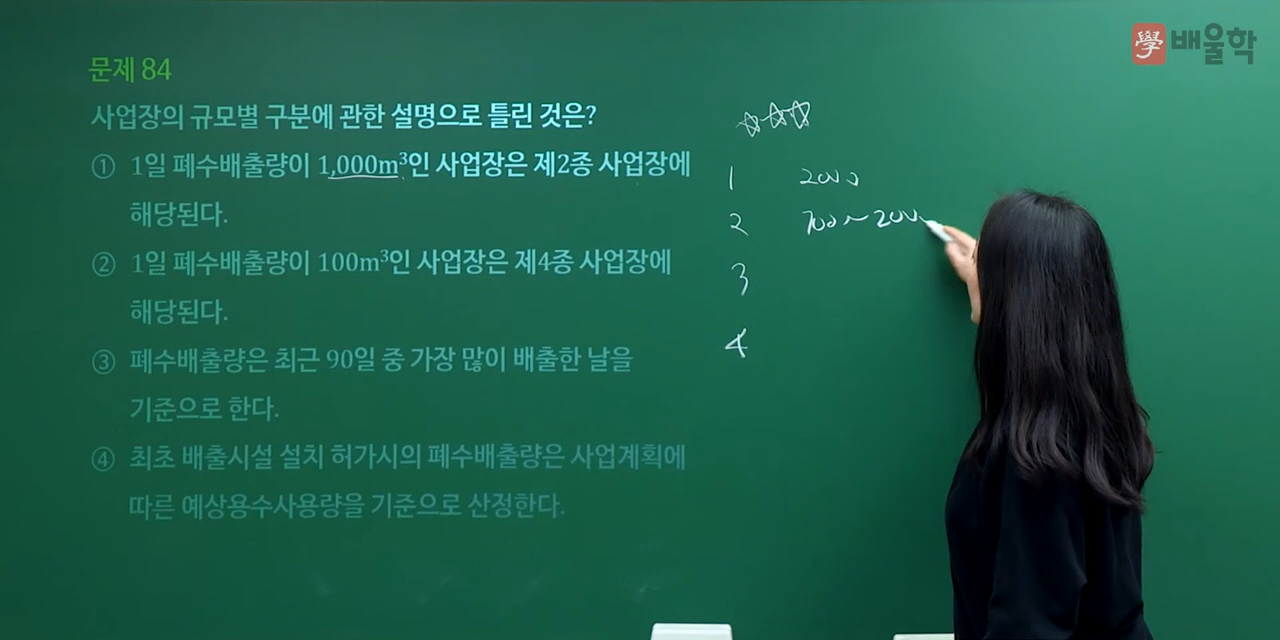 學 배울학
문제 84
사업장의 규모별 구분에 관한 설명으로 틀린 것은?
① 1일 폐수배출량이 1,000m³인 사업장은 제2종 사업장에
해당된다.
② 1일 폐수배출량이 100m³인 사업장은 제4종 사업장에
해당된다.
③ 폐수배출량은 최근 90일 중 가장 많이 배출한 날을
기준으로 한다.
④ 최초 배출시설 설치 허가시의 폐수배출량은 사업계획에
따른 예상용수사용량을 기준으로 산정한다.
☆☆☆
1 2000
2 700~2000
3
4